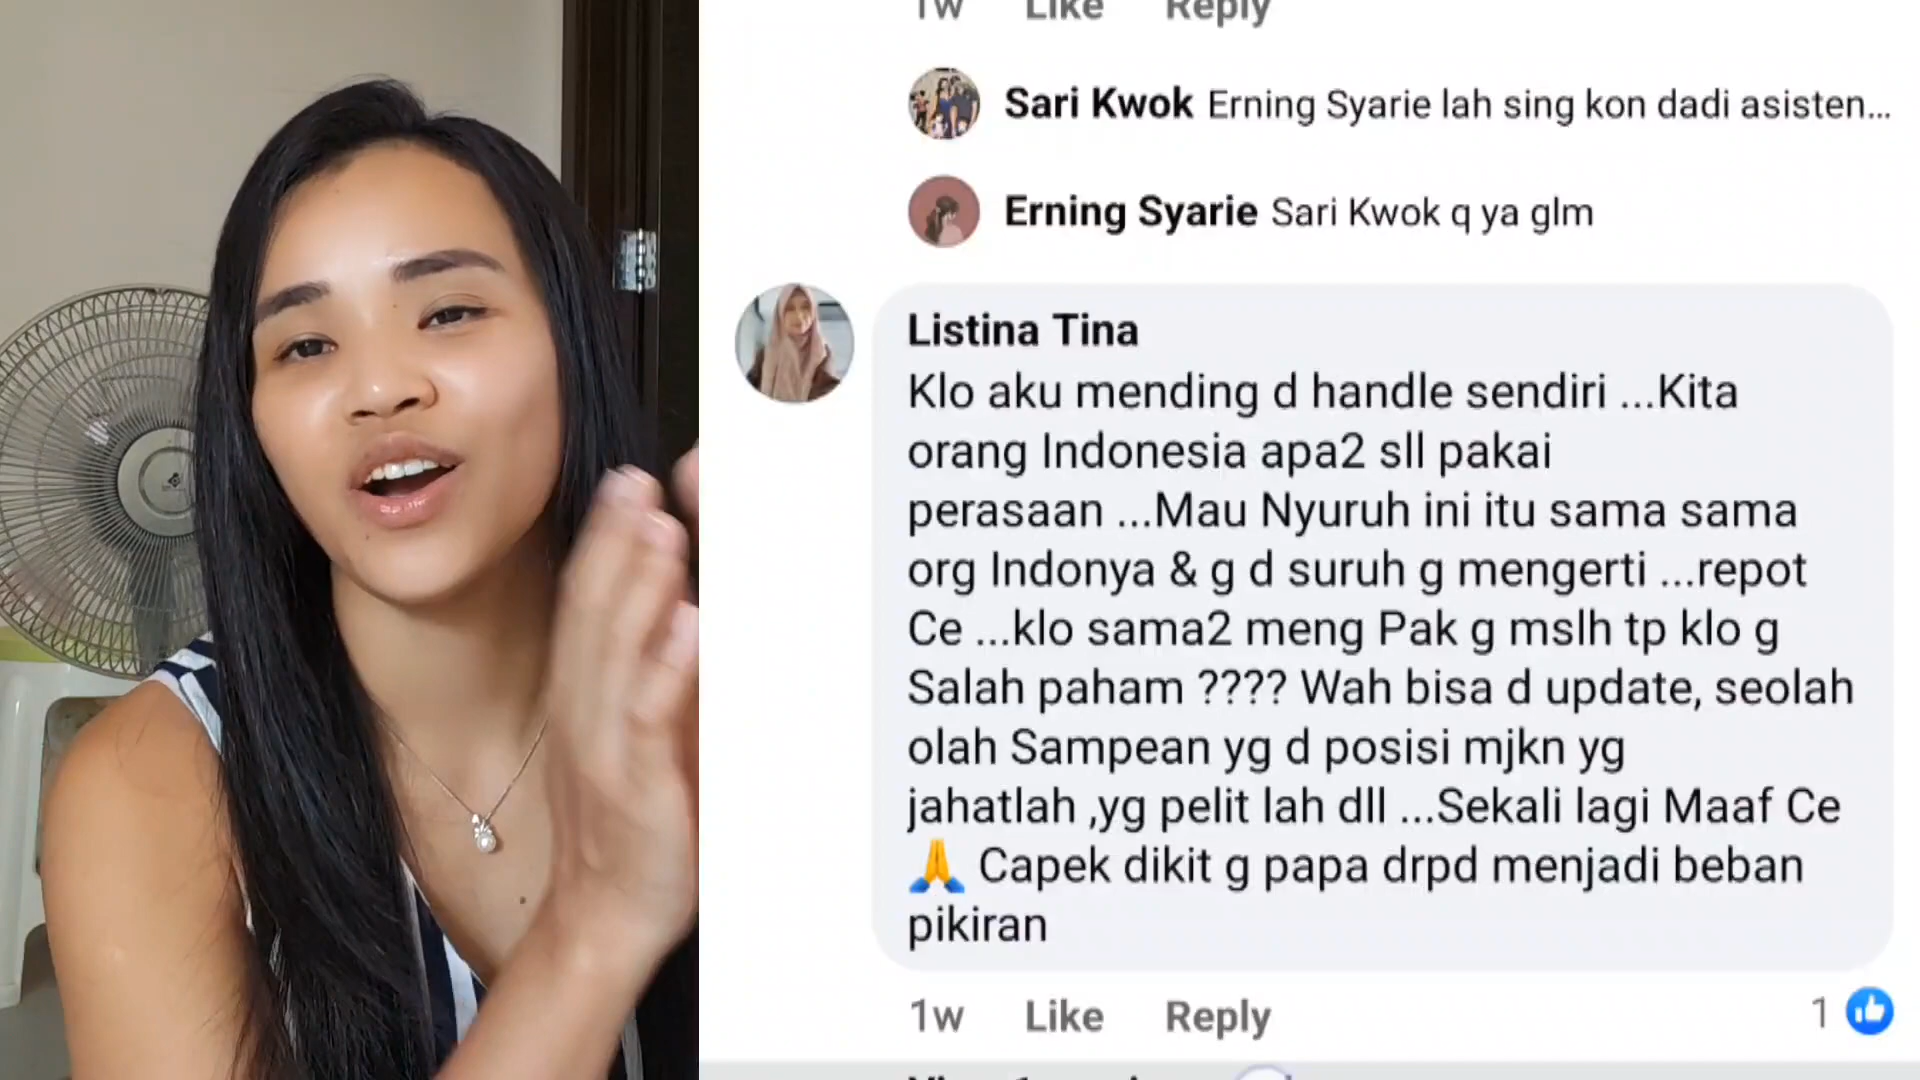 1w Like Reply
Sari Kwok Erning Syarie lah sing kon dadi asisten...
Erning Syarie Sari Kwok q ya glm
Listina Tina
Klo aku mending d handle sendiri ...Kita
orang Indonesia apa2 sll pakai
perasaan ...Mau Nyuruh ini itu sama sama
org Indonya & g d suruh g mengerti ...repot
Ce ...klo sama2 meng Pak g mslh tp klo g
Salah paham ???? Wah bisa d update, seolah
olah Sampean yg d posisi mjkn yg
jahatlah ,yg pelit lah dll ...Sekali lagi Maaf Ce
🙏 Capek dikit g papa drpd menjadi beban
pikiran
1w Like Reply 1